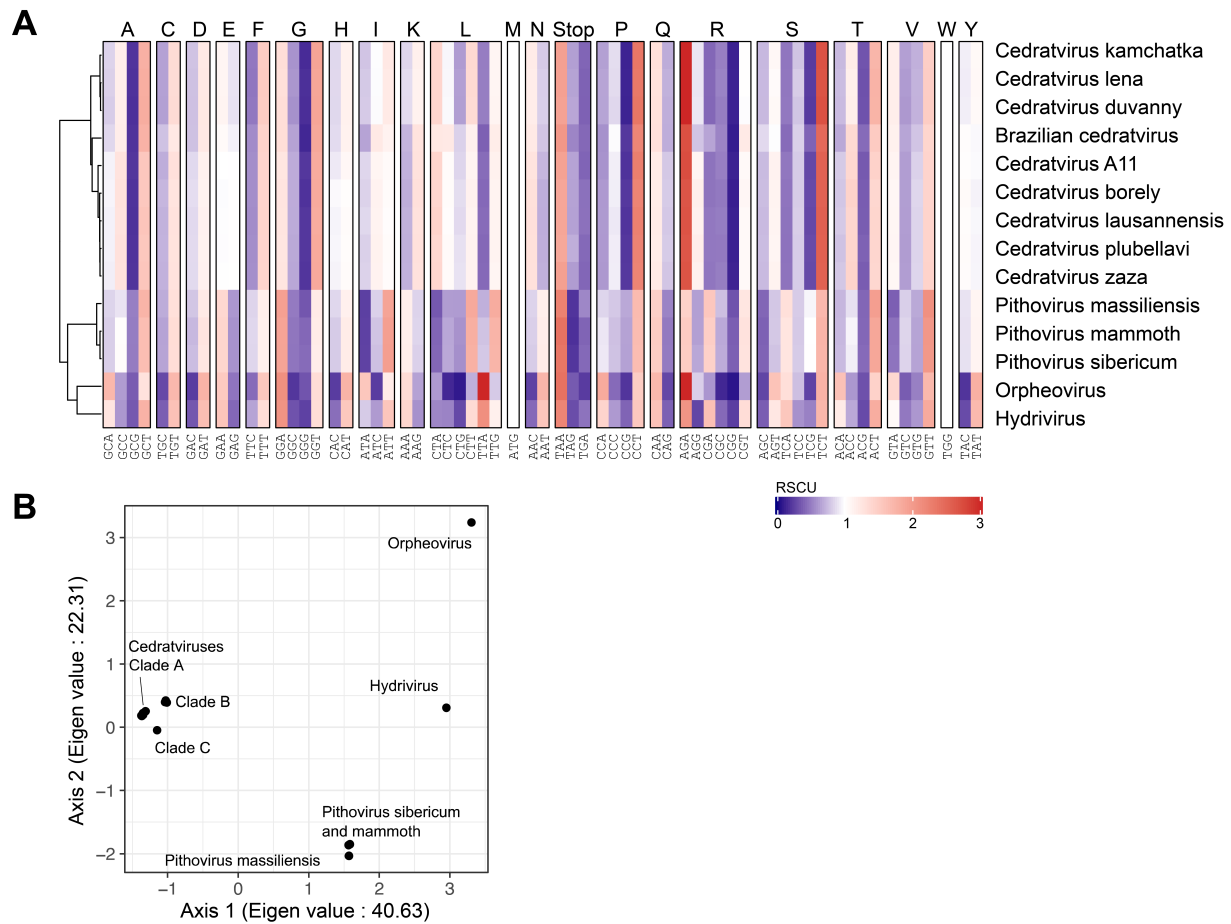 A
A C D E F G H I K L M N Stop P Q R S T V W Y
Cedratvirus kamchatka
Cedratvirus lena
Cedratvirus duvanny
Brazilian cedratvirus
Cedratvirus A11
Cedratvirus borely
Cedratvirus lausannensis
Cedratvirus plubellavi
Cedratvirus zaza
Pithovirus massiliensis
Pithovirus mammoth
Pithovirus sibericum
Orpheovirus
Hydrivirus
GCA GCC GCG GCT TGC TGT GAC GAT GAA GAG TTC TTT GGA GGC GGG GGT CAC CAT ATA ATC ATT AAA AAG CTA CTC CTG CTT TTA TTG ATG AAC AAT TAA TAG TGA CCA CCC CCG CCT CAA CAG AGA AGG CGA CGC CGG CGT AGC AGT TCA TCC TCG TCT ACA ACC ACG ACT GTA GTC GTG GTT TGG TAC TAT
RSCU
0 1 2 3
B
3
2
1
0
−1
−2
Axis 2 (Eigen value : 22.31)
Orpheovirus
Cedratviruses
Clade A
Clade B
Clade C
Hydrivirus
Pithovirus sibericum
and mammoth
Pithovirus massiliensis
−1 0 1 2 3
Axis 1 (Eigen value : 40.63)